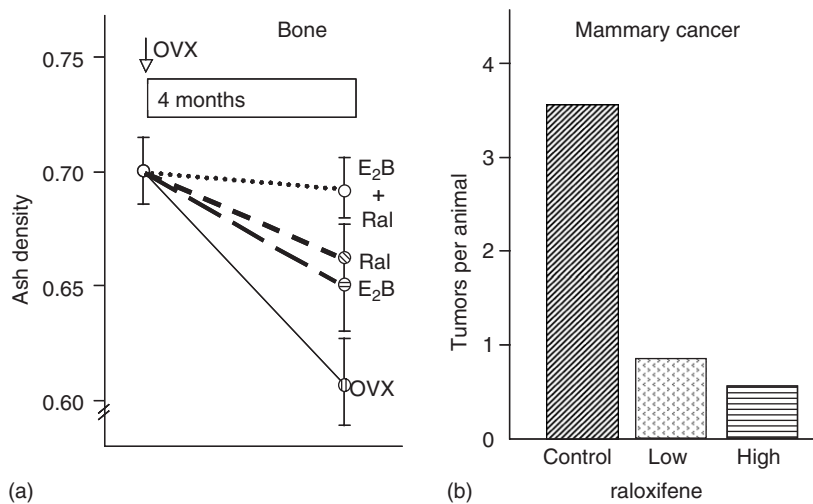 Bone
OVX
4 months
0.75
0.70
0.65
0.60
Ash density
E₂B
+
Ral
Ral
E₂B
OVX
(a)
Mammary cancer
4
3
2
1
0
Tumors per animal
Control Low High
raloxifene
(b)